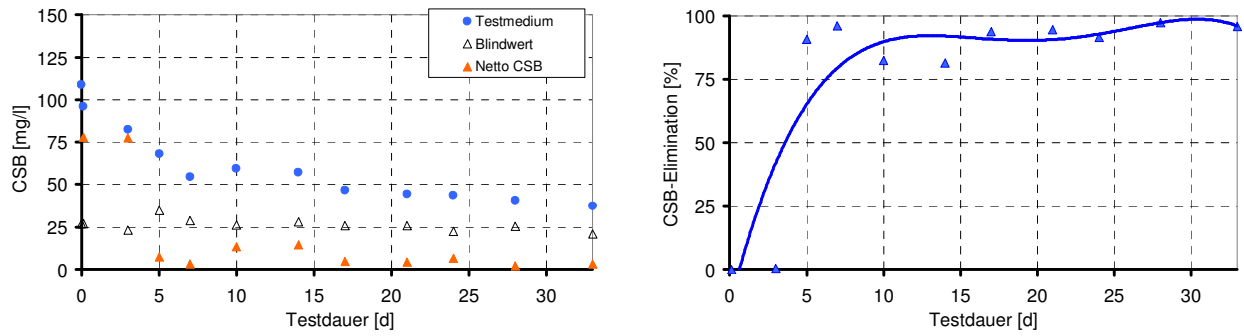 CSB [mg/l]
150
125
100
75
50
25
0
0 5 10 15 20 25 30
Testdauer [d]
Testmedium
Blindwert
Netto CSB
CSB-Elimination [%]
100
75
50
25
0
0 5 10 15 20 25 30
Testdauer [d]